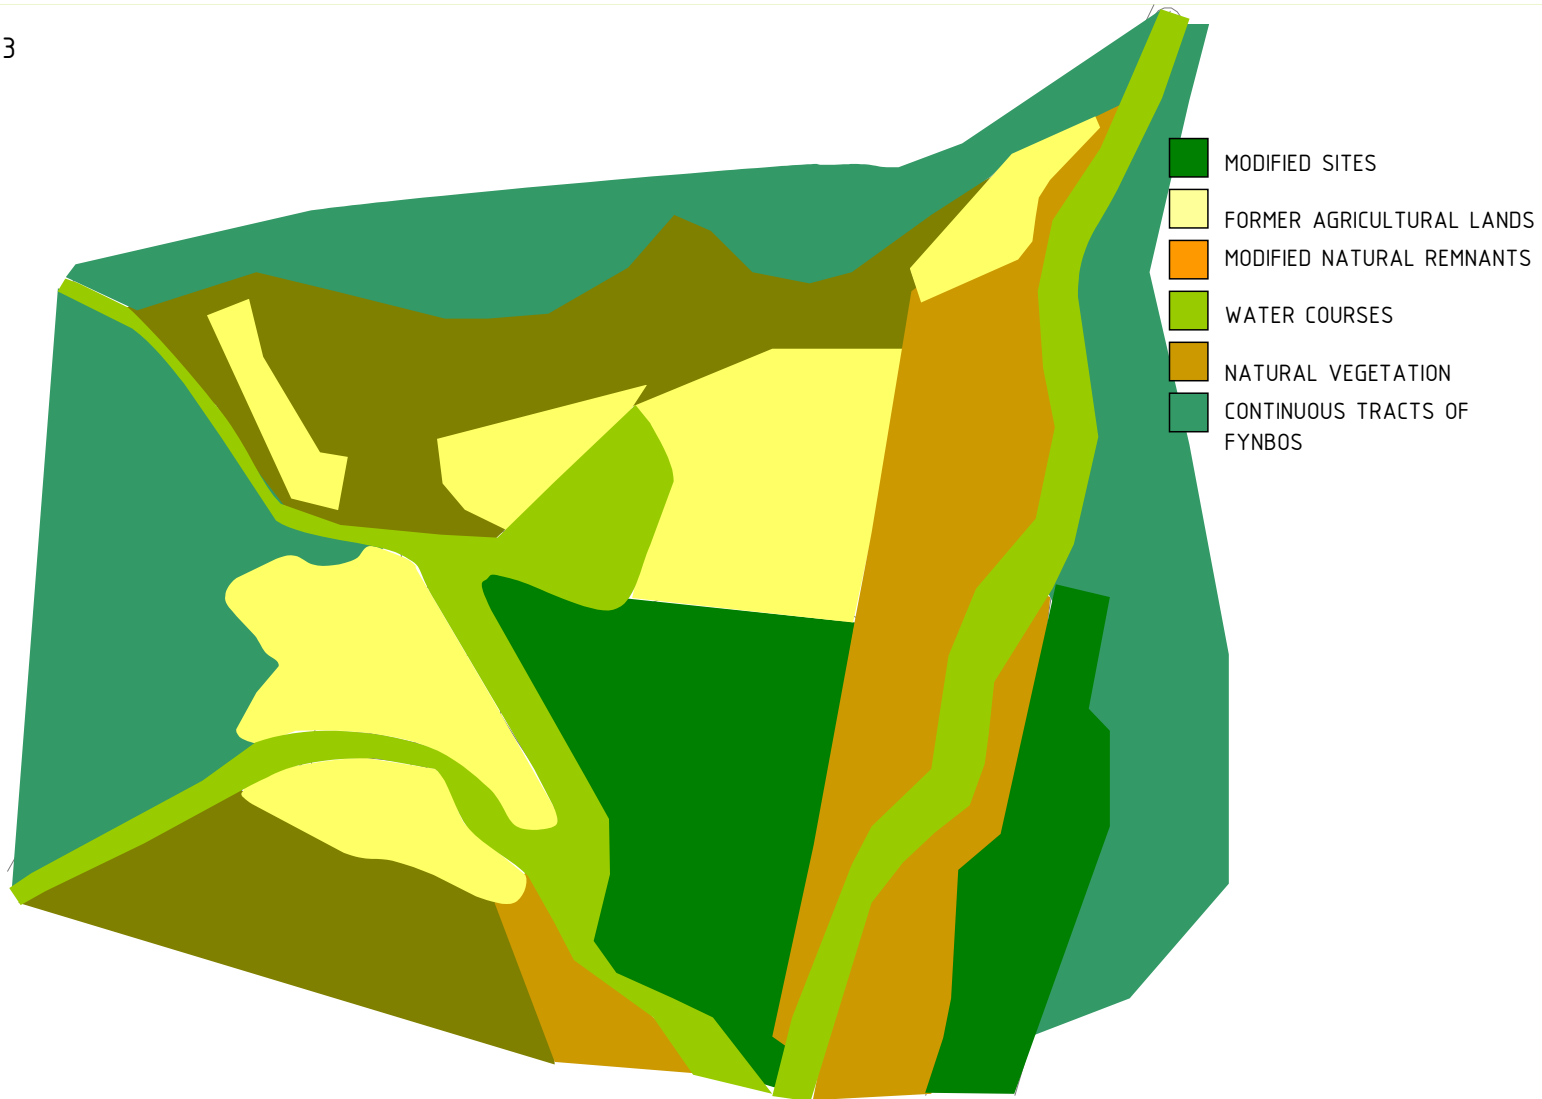 3
MODIFIED SITES
FORMER AGRICULTURAL LANDS
MODIFIED NATURAL REMNANTS
WATER COURSES
NATURAL VEGETATION
CONTINUOUS TRACTS OF
FYNBOS